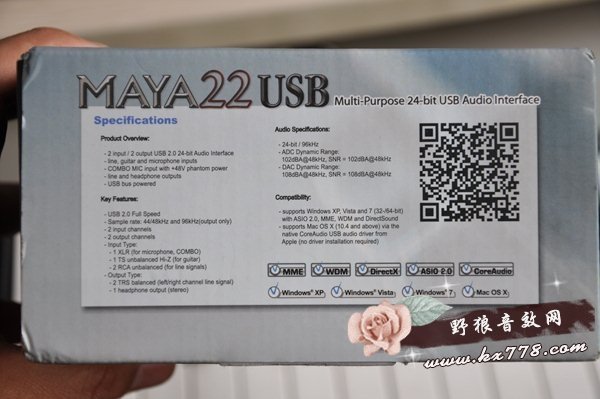 MAYA22 USB Multi-Purpose 24-bit USB Audio Interface
Specifications
Product Overview:
- 2 input / 2 output USB 2.0 24-bit Audio Interface
- line, guitar and microphone inputs
- COMBO MIC input with +48V phantom power
- line and headphone outputs
- USB bus powered
Key Features:
- USB 2.0 Full Speed
- Sample rate: 44/48kHz and 96kHz(output only)
- 2 input channels
- 2 output channels
- Input Type:
- 1 XLR (for microphone, COMBO)
- 1 TS unbalanced Hi-Z (for guitar)
- 2 RCA unbalanced (for line signals)
- Output Type:
- 2 TRS balanced (left/right channel line signal)
- 1 headphone output (stereo)
Audio Specifications:
- 24-bit / 96kHz
- ADC Dynamic Range:
102dBA@48kHz, SNR = 102dBA@48kHz
- DAC Dynamic Range:
108dBA@48kHz, SNR = 108dBA@48kHz
Compatibility:
- supports Windows XP, Vista and 7 (32-/64-bit)
with ASIO 2.0, MME, WDM and DirectSound
- supports Mac OS X (10.4 and above) via the
native CoreAudio USB audio driver from
Apple (no driver installation required)
MME WDM DirectX ASIO 2.0 CoreAudio
Windows® XP Windows® Vista Windows® 7 Mac OS X
野狼音效网
www.kx778.com